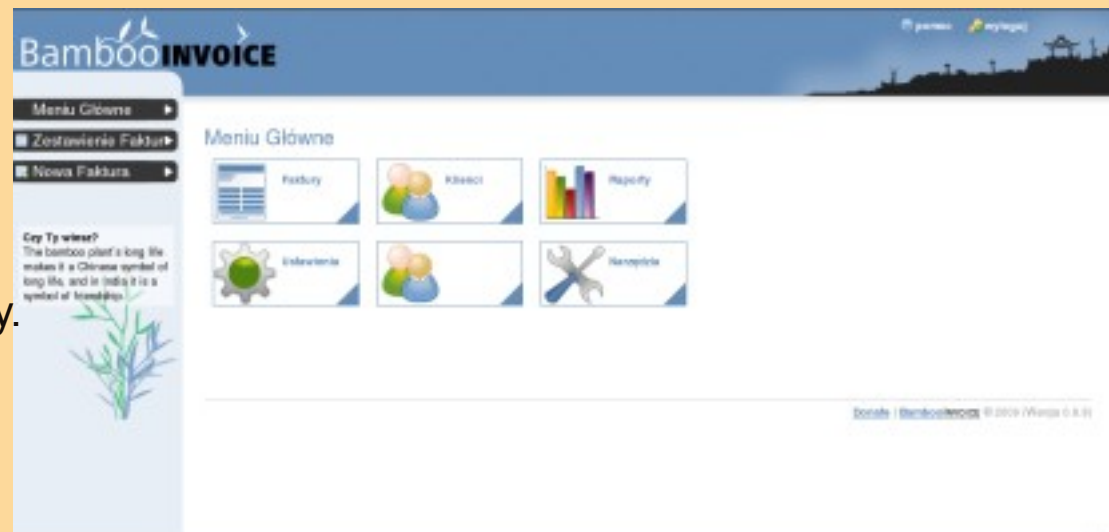 BambooINVOICE
pomoc wyloguj
Meniu Główne
Zestawienie Faktur
Nowa Faktura
Meniu Główne
Faktury
Klienci
Raporty
Ustawienia
Narzędzia
Czy Ty wiesz?
The bamboo plant's long life
makes it a Chinese symbol of
long life, and in India it is a
symbol of friendship.
y.
Donate | BambooINVOICE